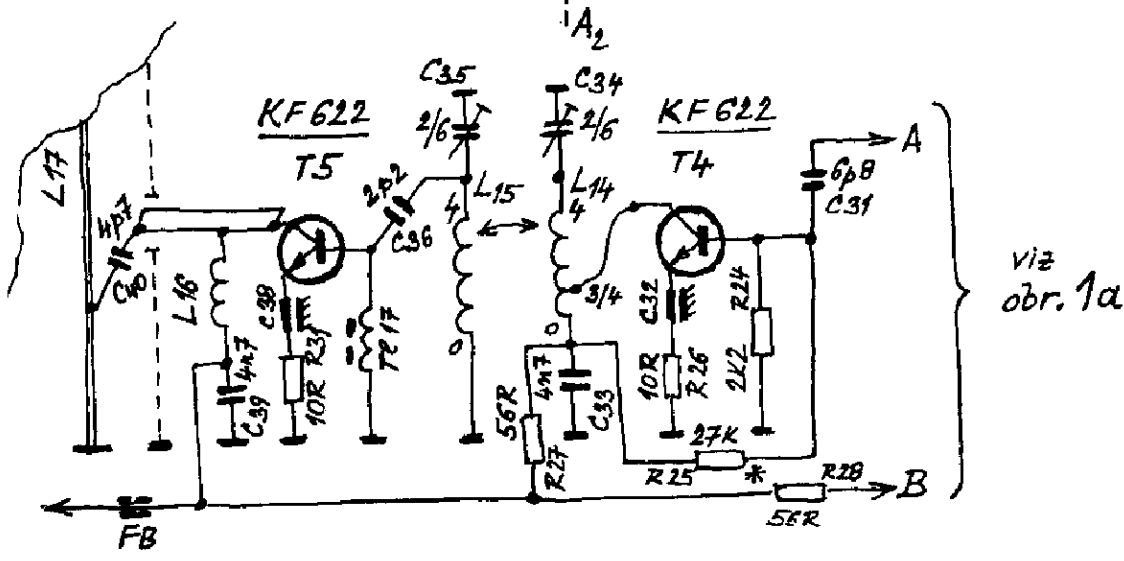 A2
C35
C34
KF622
T5
2/6
2/6
KF622
T4
A
6p8
C31
L17
4p7
C40
2p2
C36
L15
4
L14
4
3/4
L16
C38
R31
10R
Tl17
0
0
4n7
C39
56R
R27
4n7
C33
C32
10R
R26
R24
2K2
27K
R25
*
R28
56R
B
FB
viz
obr. 1a